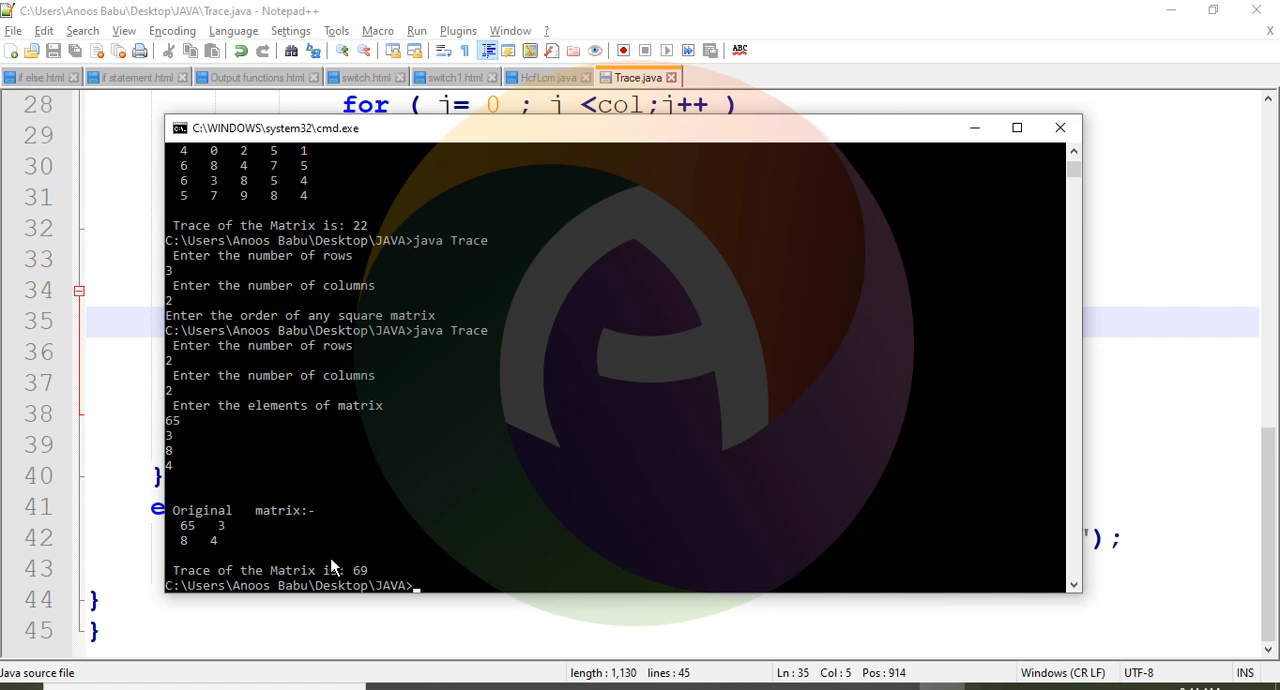 C:\Users\Anoos Babu\Desktop\JAVA\Trace.java - Notepad++
File Edit Search View Encoding Language Settings Tools Macro Run Plugins Window ? X
if else.html if statement.html Output functions.html switch.html switch1.html HcfLcm.java Trace.java
28 for ( j= 0 ; j <col;j++ )
29
30
31
32
33
34
35
36
37
38
39
40 }
41 e
42 ");
43
44 }
45 }
C:\WINDOWS\system32\cmd.exe
4 0 2 5 1
6 8 4 7 5
6 3 8 5 4
5 7 9 8 4
Trace of the Matrix is: 22
C:\Users\Anoos Babu\Desktop\JAVA>java Trace
Enter the number of rows
3
Enter the number of columns
2
Enter the order of any square matrix
C:\Users\Anoos Babu\Desktop\JAVA>java Trace
Enter the number of rows
2
Enter the number of columns
2
Enter the elements of matrix
65
3
8
4
Original matrix:-
65 3
8 4
Trace of the Matrix is: 69
C:\Users\Anoos Babu\Desktop\JAVA>
Java source file length : 1,130 lines : 45 Ln : 35 Col : 5 Pos : 914 Windows (CR LF) UTF-8 INS